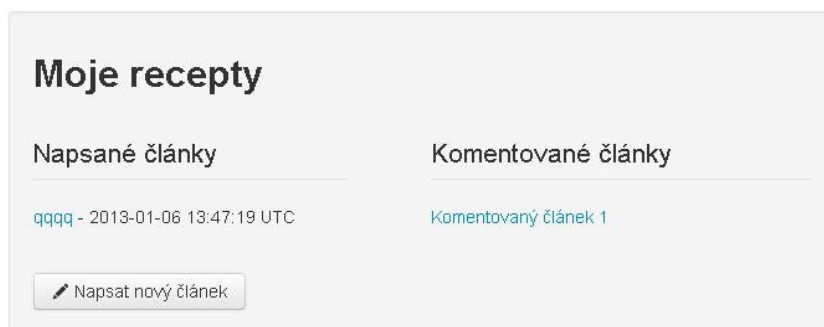 Moje recepty
Napsané články
qqqq - 2013-01-06 13:47:19 UTC
Napsat nový článek
Komentované články
Komentovaný článek 1